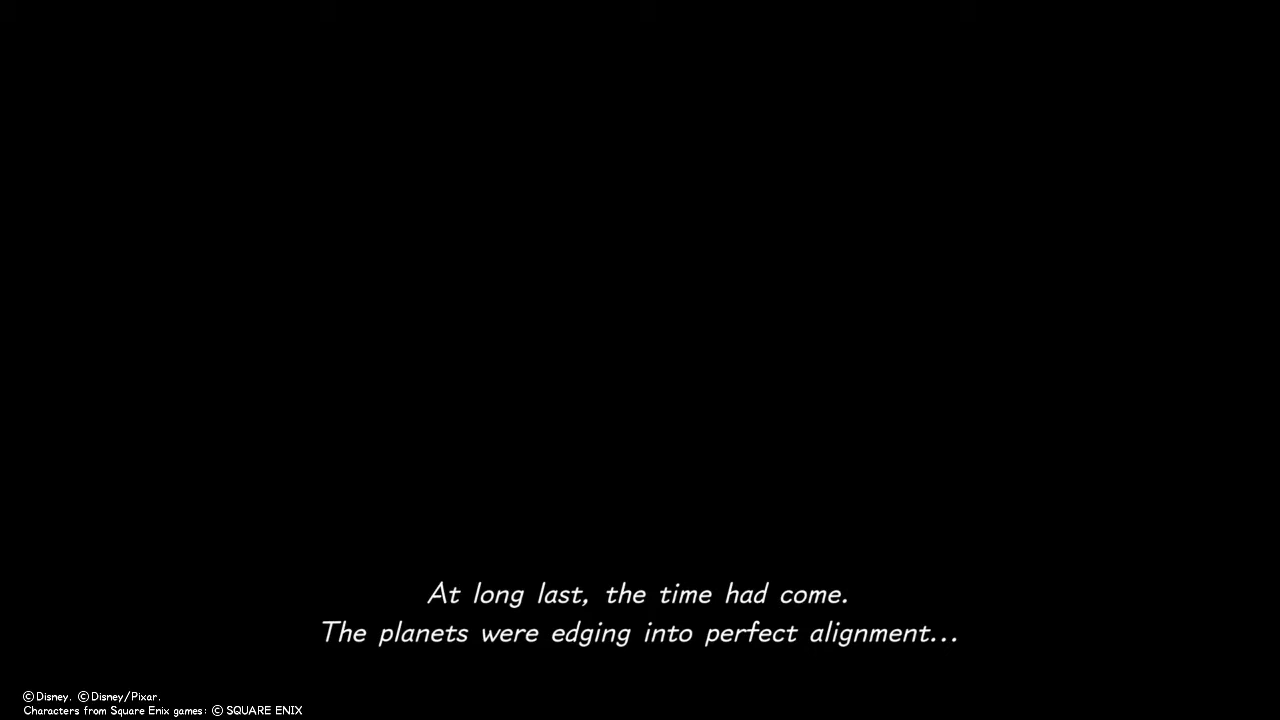 At long last, the time had come.
The planets were edging into perfect alignment...
©Disney. ©Disney/Pixar.
Characters from Square Enix games: © SQUARE ENIX